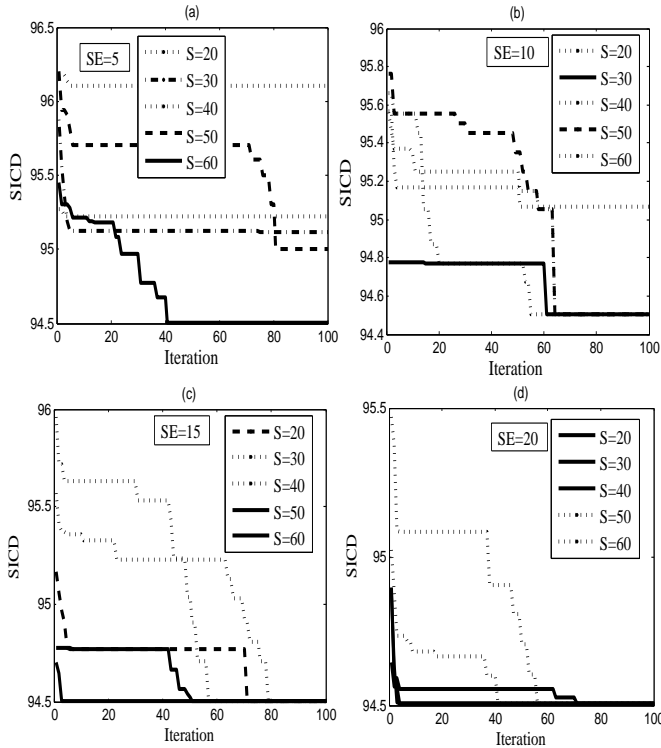 (a)
96.5
96
95.5
95
94.5
0 20 40 60 80 100
SICD
Iteration
SE=5
S=20
S=30
S=40
S=50
S=60
(b)
96
95.8
95.6
95.4
95.2
95
94.8
94.6
94.4
0 20 40 60 80 100
Iteration
SE=10
S=20
S=30
S=40
S=50
S=60
(c)
96
95.5
95
94.5
0 20 40 60 80 100
SICD
Iteration
SE=15
S=20
S=30
S=40
S=50
S=60
(d)
95.5
95
94.5
0 20 40 60 80 100
SICD
Iteration
SE=20
S=20
S=30
S=40
S=50
S=60